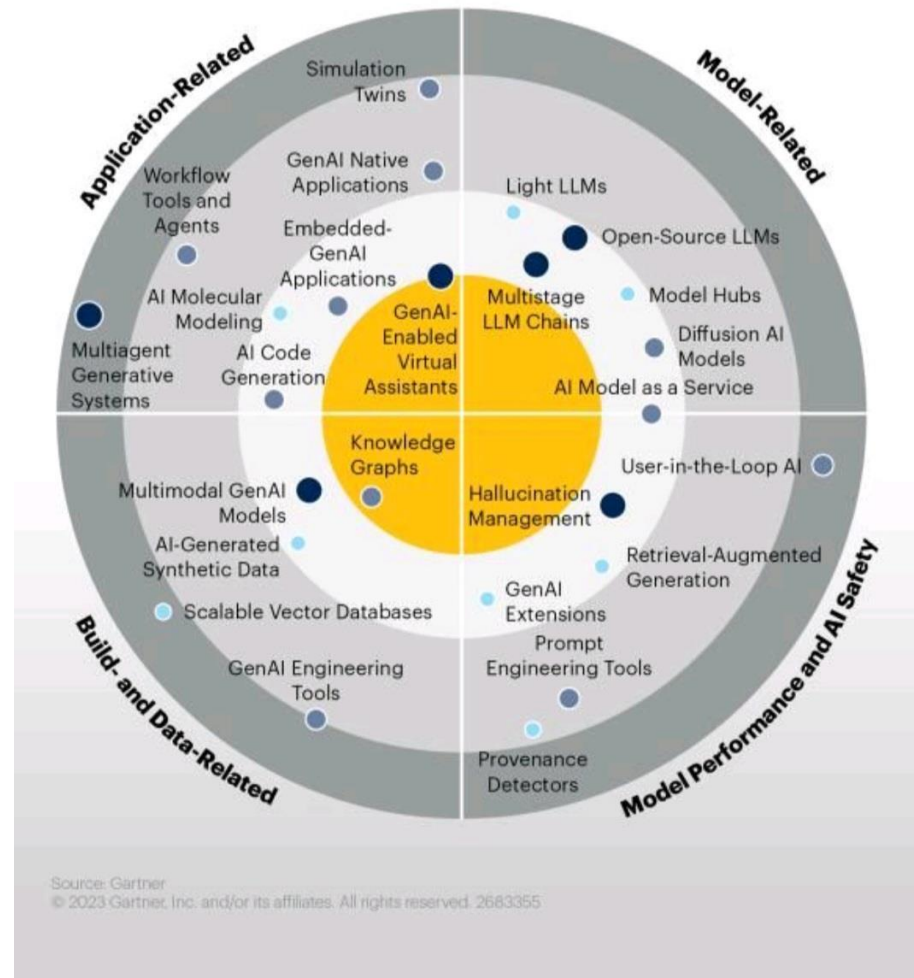 Application-Related
Model-Related
Simulation
Twins
GenAI Native
Applications
Workflow
Tools and
Agents
Embedded-
GenAI
Applications
AI Molecular
Modeling
Multiagent
Generative
Systems
AI Code
Generation
GenAI-
Enabled
Virtual
Assistants
Light LLMs
Open-Source LLMs
Multistage
LLM Chains
Model Hubs
Diffusion AI
Models
AI Model as a Service
Knowledge
Graphs
Multimodal GenAI
Models
AI-Generated
Synthetic Data
Scalable Vector Databases
GenAI Engineering
Tools
User-in-the-Loop AI
Hallucination
Management
Retrieval-Augmented
Generation
GenAI
Extensions
Prompt
Engineering Tools
Provenance
Detectors
Build- and Data-Related
Model Performance and AI Safety
Source: Gartner
© 2023 Gartner, Inc. and/or its affiliates. All rights reserved. 2683355